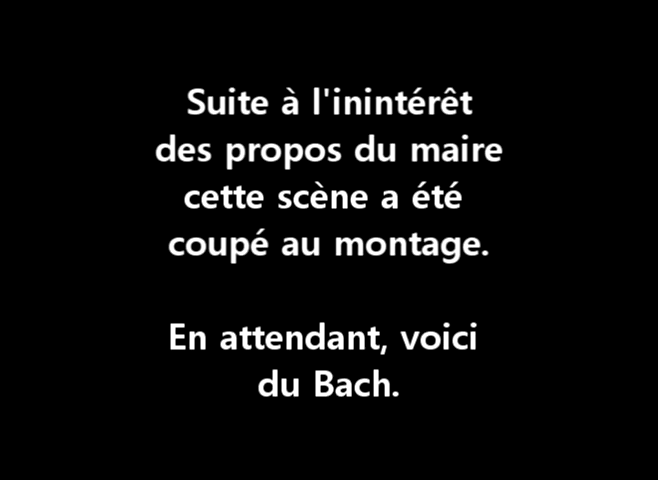 Suite à l'inintérêt
des propos du maire
cette scène a été
coupé au montage.
En attendant, voici
du Bach.